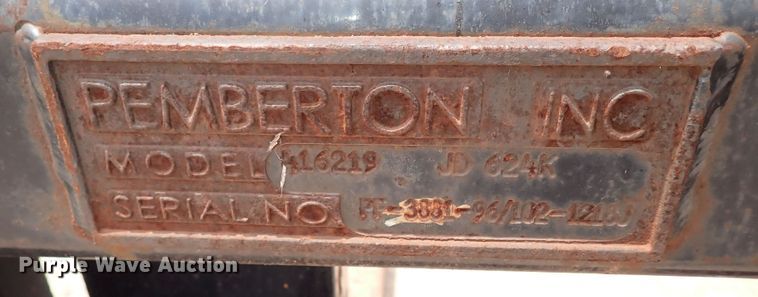 PEMBERTON INC
MODEL 416219 JD 624K
SERIAL NO
Purple Wave Auction